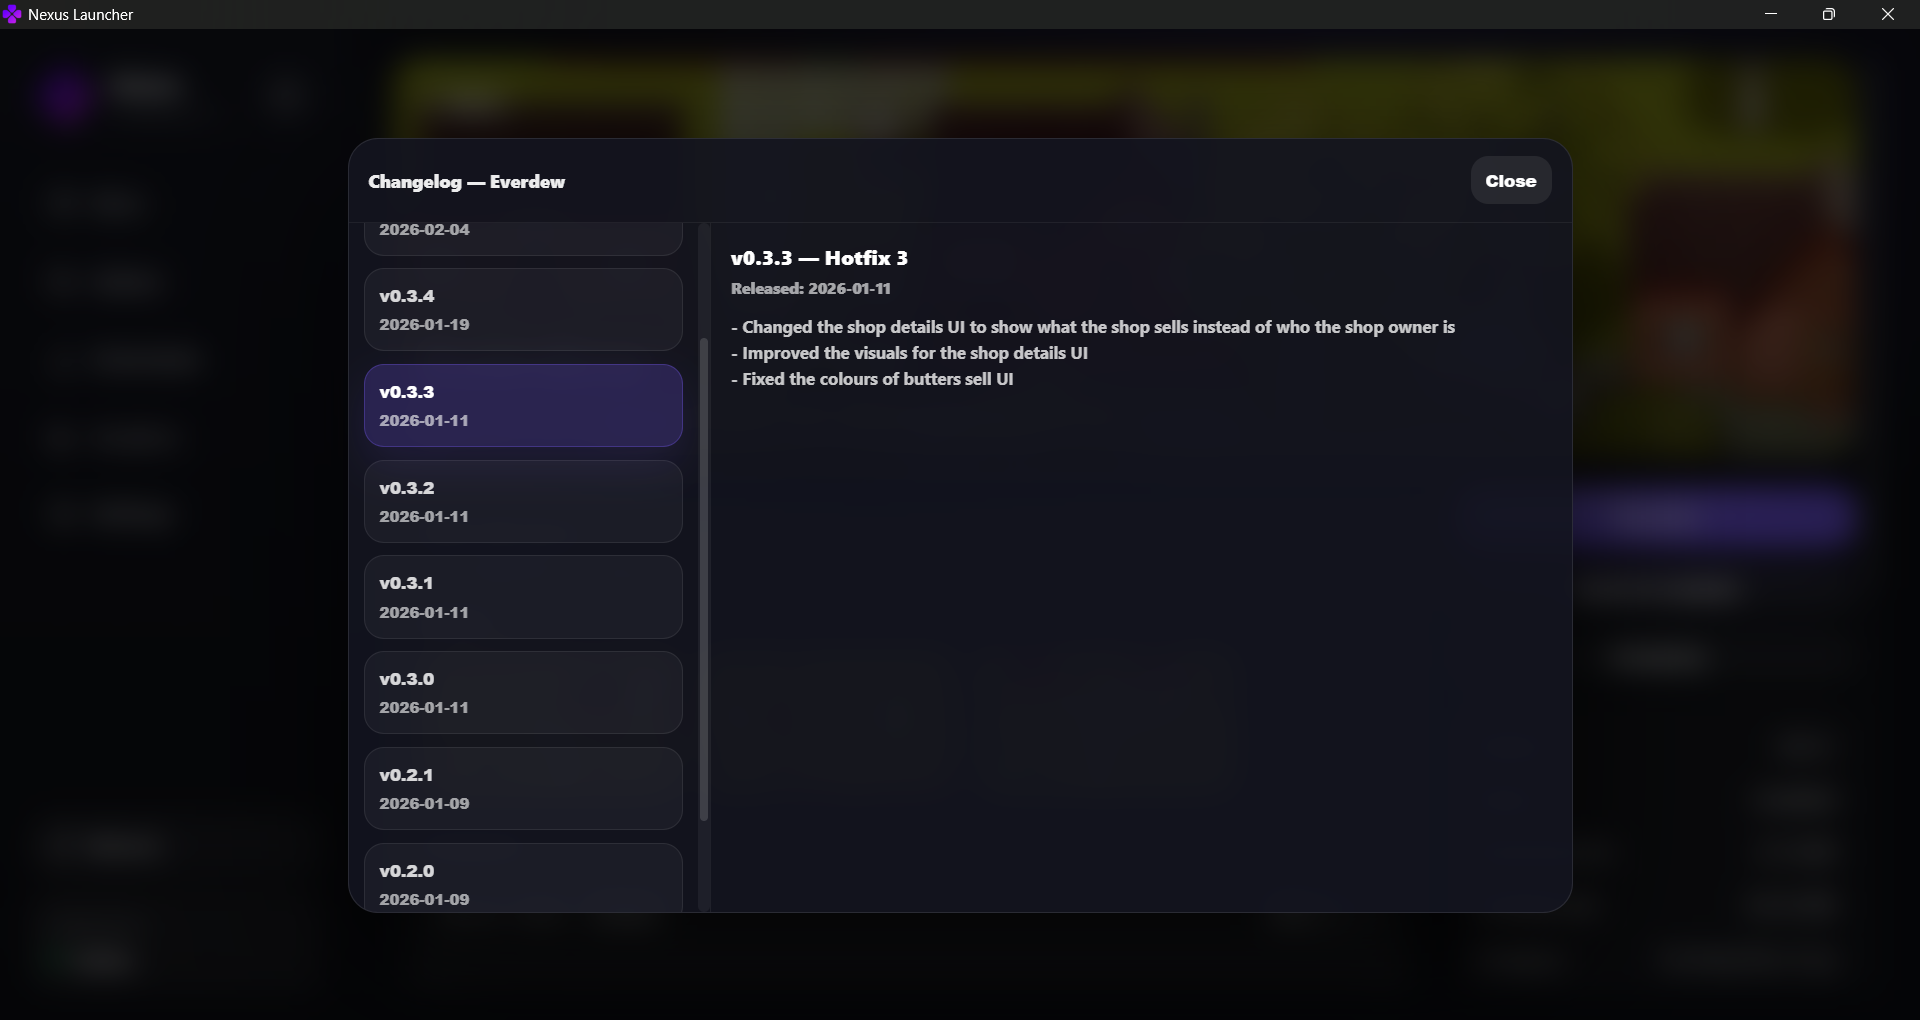 Nexus Launcher
Changelog — Everdew
Close
2026-02-04
v0.3.4
2026-01-19
v0.3.3
2026-01-11
v0.3.2
2026-01-11
v0.3.1
2026-01-11
v0.3.0
2026-01-11
v0.2.1
2026-01-09
v0.2.0
2026-01-09
v0.3.3 — Hotfix 3
Released: 2026-01-11
- Changed the shop details UI to show what the shop sells instead of who the shop owner is
- Improved the visuals for the shop details UI
- Fixed the colours of butters sell UI